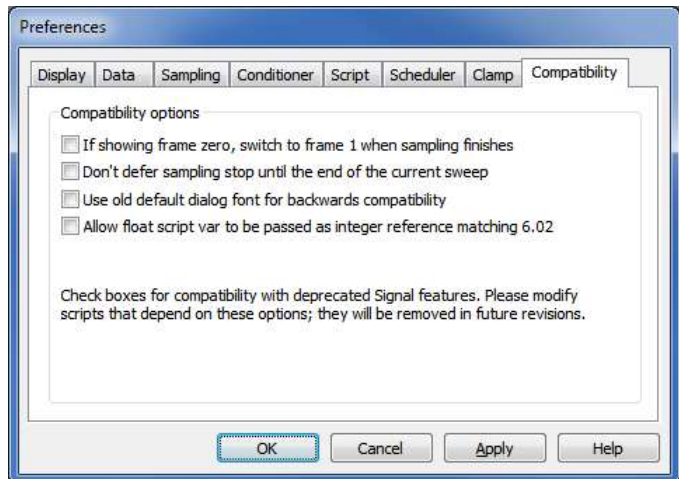 Preferences
Display Data Sampling Conditioner Script Scheduler Clamp Compatibility
Compatibility options
If showing frame zero, switch to frame 1 when sampling finishes
Don't defer sampling stop until the end of the current sweep
Use old default dialog font for backwards compatibility
Allow float script var to be passed as integer reference matching 6.02
Check boxes for compatibility with deprecated Signal features. Please modify
scripts that depend on these options; they will be removed in future revisions.
OK Cancel Apply Help